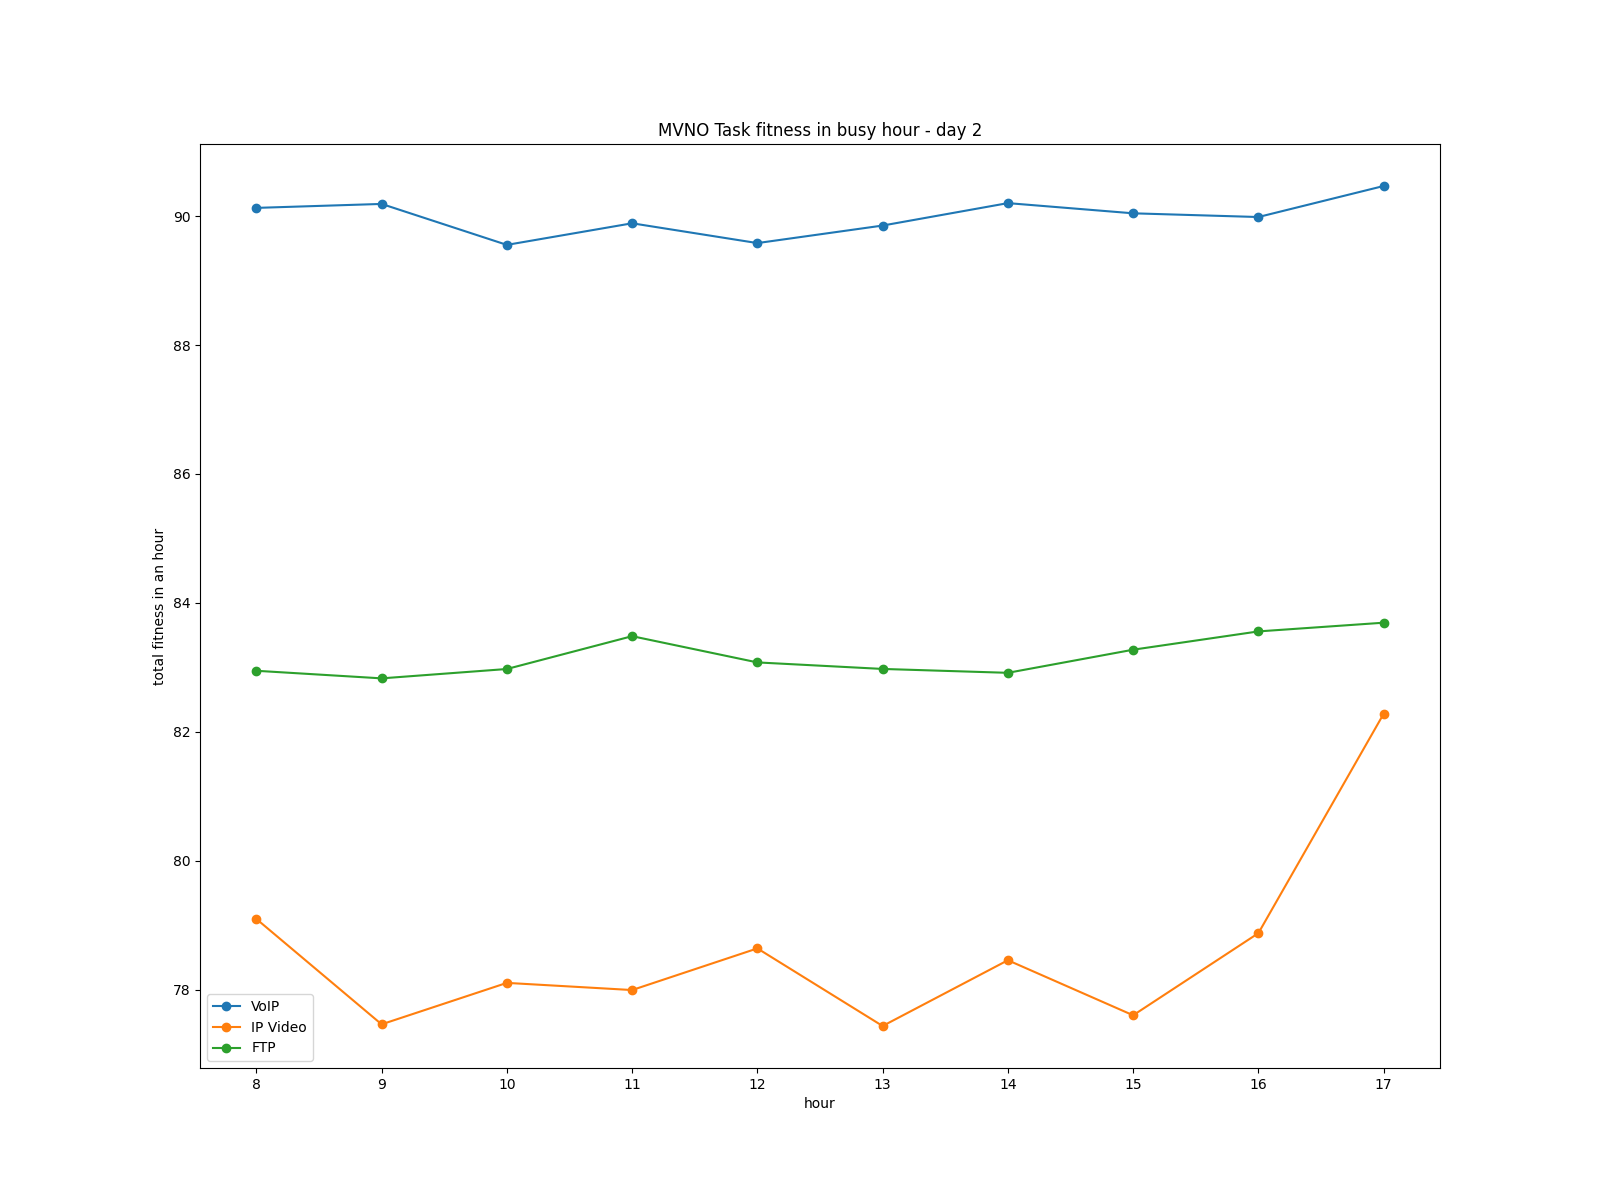 MVNO Task fitness in busy hour - day 2
total fitness in an hour
90
88
86
84
82
80
78
VoIP
IP Video
FTP
8 9 10 11 12 13 14 15 16 17
hour